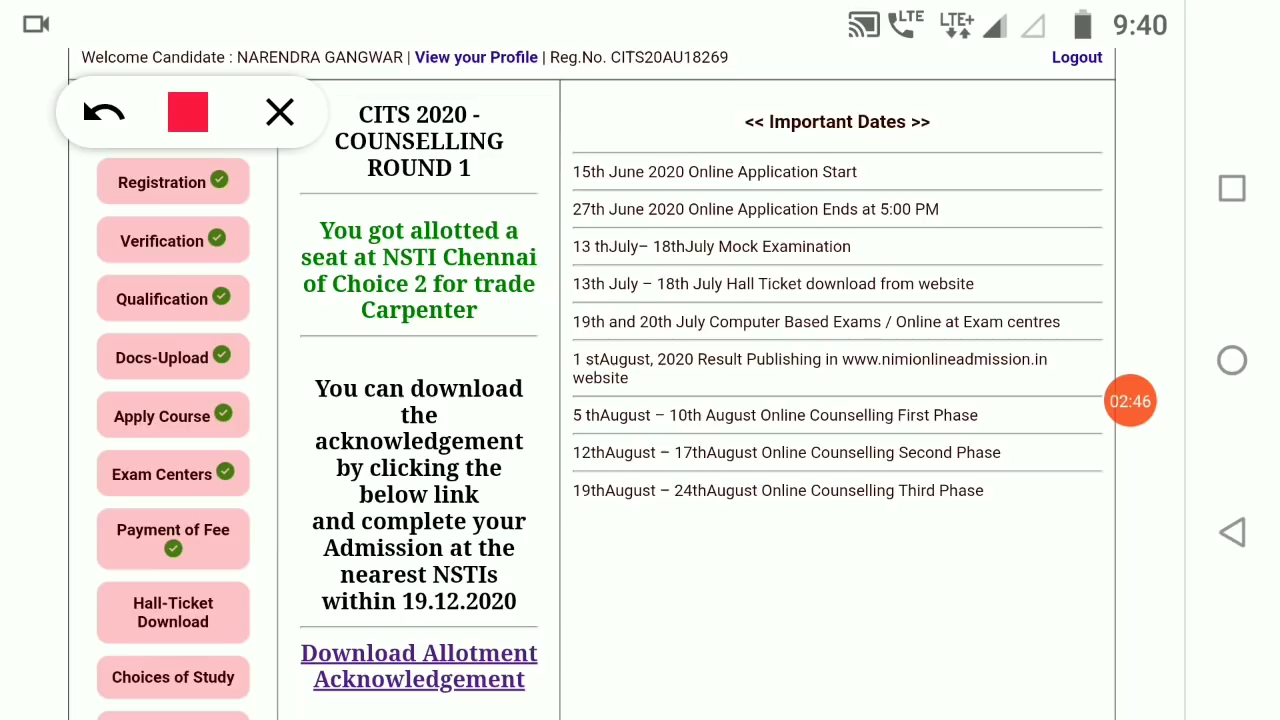 LTE LTE+ 9:40
Welcome Candidate : NARENDRA GANGWAR | View your Profile | Reg.No. CITS20AU18269
Logout
Registration
Verification
Qualification
Docs-Upload
Apply Course
Exam Centers
Payment of Fee
Hall-Ticket
Download
Choices of Study
CITS 2020 -
COUNSELLING
ROUND 1
You got allotted a
seat at NSTI Chennai
of Choice 2 for trade
Carpenter
You can download
the
acknowledgement
by clicking the
below link
and complete your
Admission at the
nearest NSTIs
within 19.12.2020
Download Allotment
Acknowledgement
<< Important Dates >>
15th June 2020 Online Application Start
27th June 2020 Online Application Ends at 5:00 PM
13 thJuly– 18thJuly Mock Examination
13th July – 18th July Hall Ticket download from website
19th and 20th July Computer Based Exams / Online at Exam centres
1 stAugust, 2020 Result Publishing in www.nimionlineadmission.in
website
5 thAugust – 10th August Online Counselling First Phase
12thAugust – 17thAugust Online Counselling Second Phase
19thAugust – 24thAugust Online Counselling Third Phase
02:46